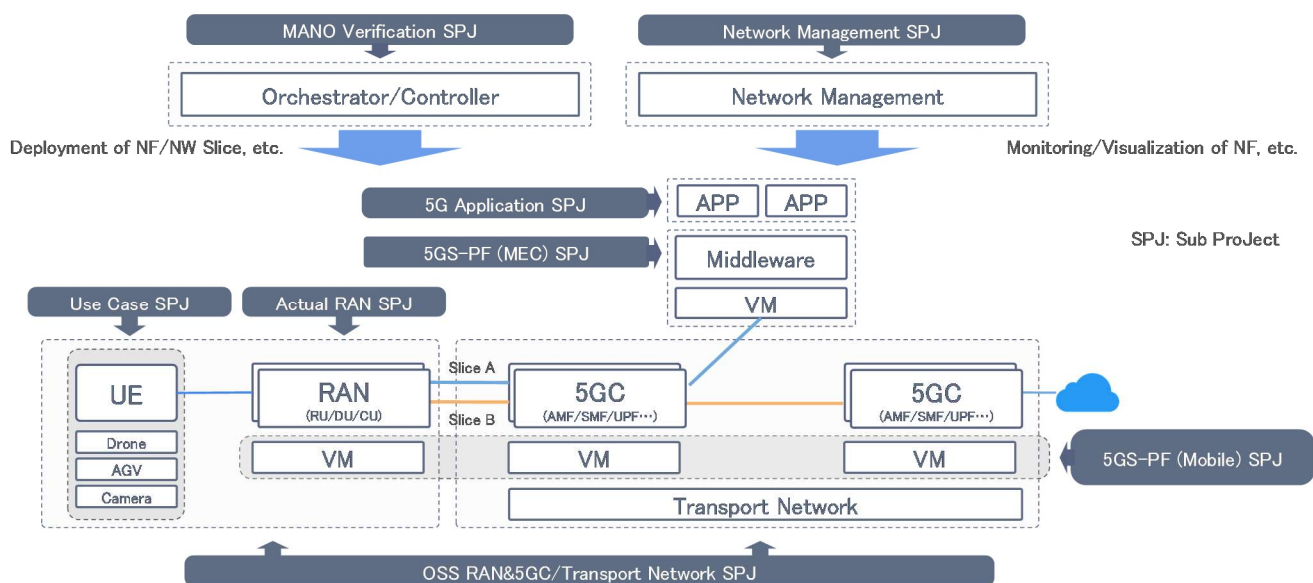 MANO Verification SPJ
Network Management SPJ
Orchestrator/Controller
Network Management
Deployment of NF/NW Slice, etc.
Monitoring/Visualization of NF, etc.
5G Application SPJ
APP
APP
5GS-PF (MEC) SPJ
Middleware
SPJ: Sub ProJect
VM
Use Case SPJ
Actual RAN SPJ
UE
RAN
(RU/DU/CU)
Slice A
Slice B
5GC
(AMF/SMF/UPF…)
5GC
(AMF/SMF/UPF…)
Drone
AGV
Camera
VM
VM
VM
5GS-PF (Mobile) SPJ
Transport Network
OSS RAN&5GC/Transport Network SPJ